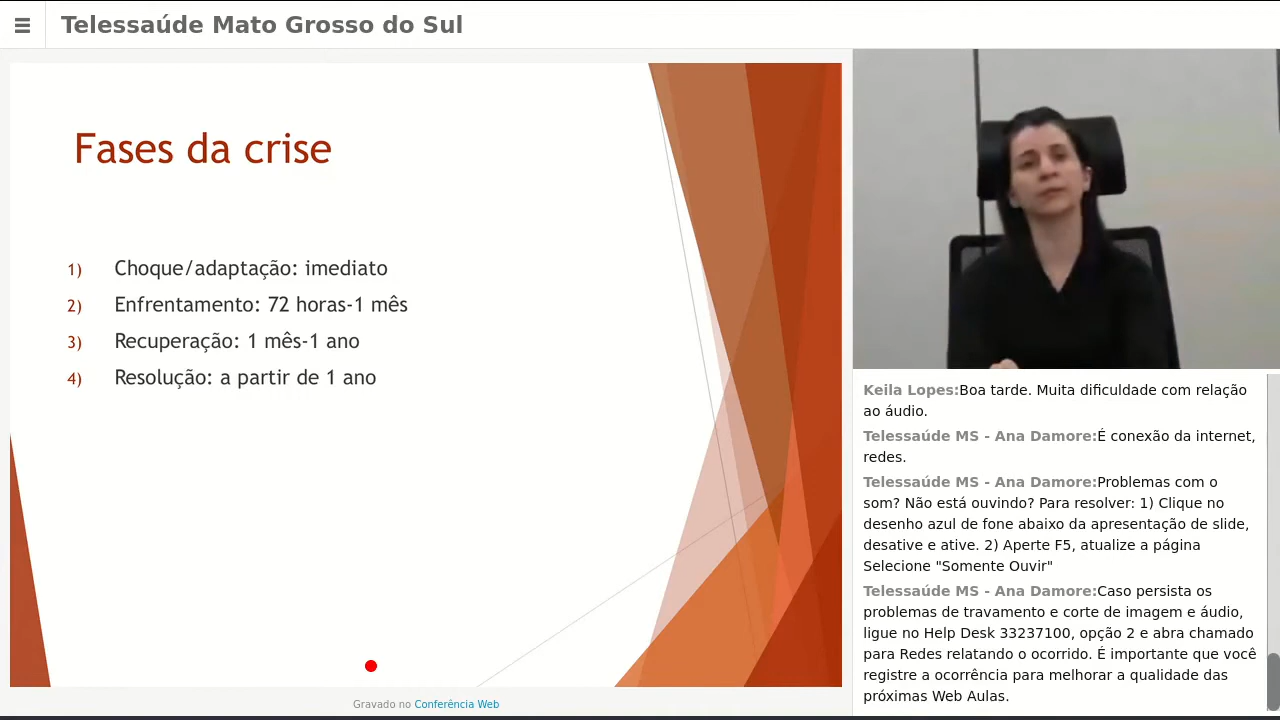 Telessaúde Mato Grosso do Sul
Fases da crise
1) Choque/adaptação: imediato
2) Enfrentamento: 72 horas-1 mês
3) Recuperação: 1 mês-1 ano
4) Resolução: a partir de 1 ano
Gravado no Conferência Web
Keila Lopes:Boa tarde. Muita dificuldade com relação
ao áudio.
Telessaúde MS - Ana Damore:É conexão da internet,
redes.
Telessaúde MS - Ana Damore:Problemas com o
som? Não está ouvindo? Para resolver: 1) Clique no
desenho azul de fone abaixo da apresentação de slide,
desative e ative. 2) Aperte F5, atualize a página
Selecione "Somente Ouvir"
Telessaúde MS - Ana Damore:Caso persista os
problemas de travamento e corte de imagem e áudio,
ligue no Help Desk 33237100, opção 2 e abra chamado
para Redes relatando o ocorrido. É importante que você
registre a ocorrência para melhorar a qualidade das
próximas Web Aulas.